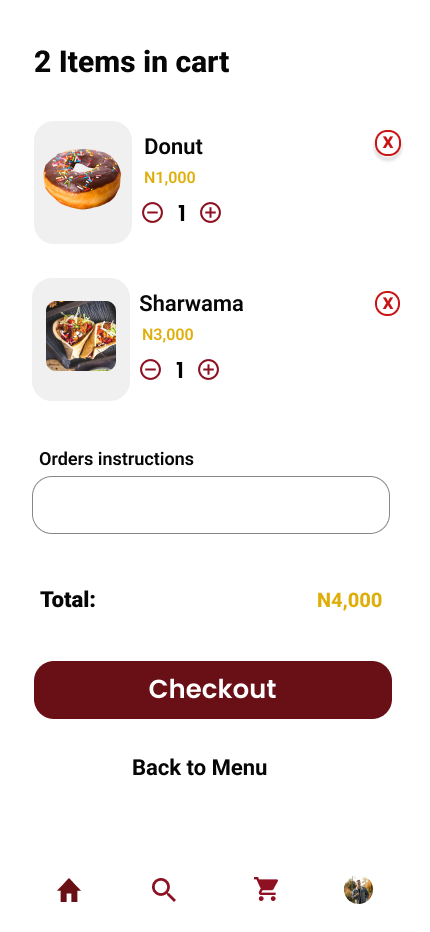 2 Items in cart
Donut
X
N1,000
1
Sharwama
X
N3,000
1
Orders instructions
Total:
N4,000
Checkout
Back to Menu